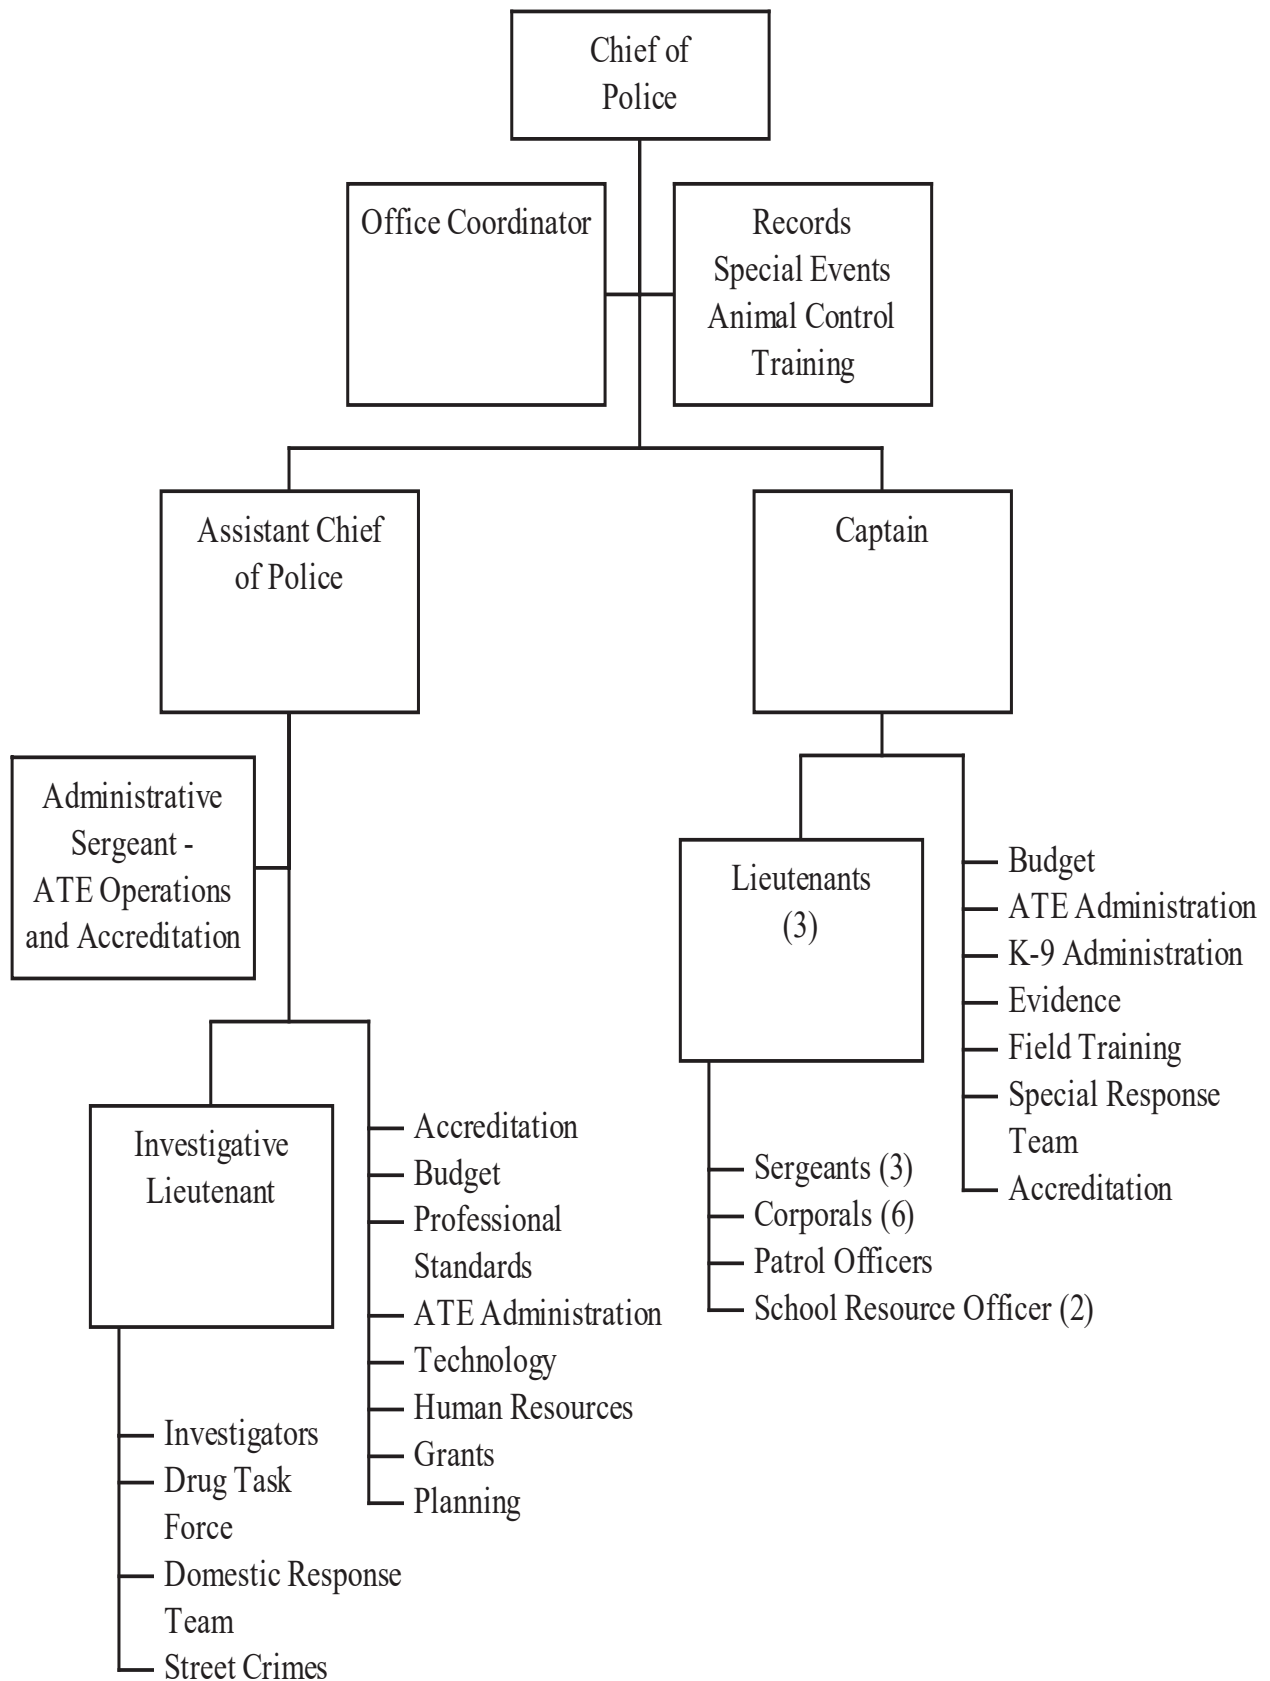 Chief of
Police
Office Coordinator
Records
Special Events
Animal Control
Training
Assistant Chief
of Police
Captain
Administrative
Sergeant -
ATE Operations
and Accreditation
Lieutenants
(3)
Budget
ATE Administration
K-9 Administration
Evidence
Field Training
Special Response
Team
Accreditation
Sergeants (3)
Corporals (6)
Patrol Officers
School Resource Officer (2)
Investigative
Lieutenant
Accreditation
Budget
Professional
Standards
ATE Administration
Technology
Human Resources
Grants
Planning
Investigators
Drug Task
Force
Domestic Response
Team
Street Crimes